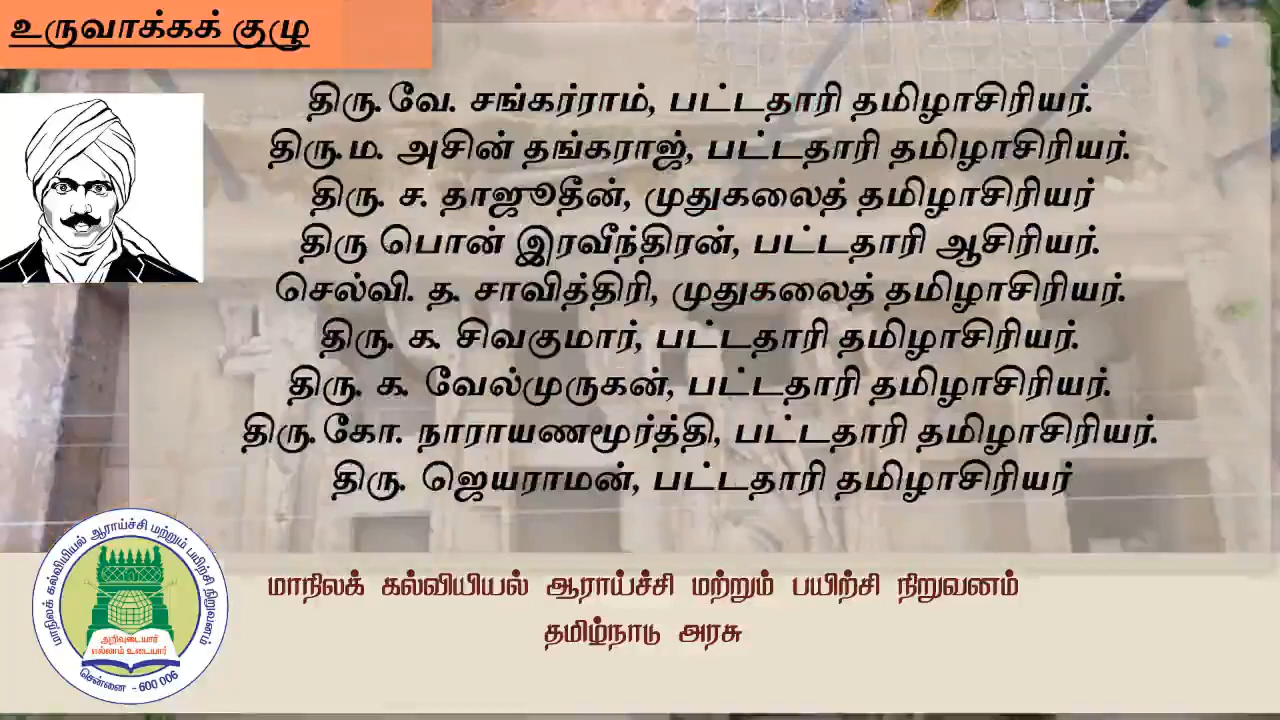 உருவாக்கக் குழு
திரு. வே. சங்கர்ராம், பட்டதாரி தமிழாசிரியர்.
திரு. ம. அசின் தங்கராஜ், பட்டதாரி தமிழாசிரியர்.
திரு. ச. தாஜூதீன், முதுகலைத் தமிழாசிரியர்
திரு பொன் இரவீந்திரன், பட்டதாரி ஆசிரியர்.
செல்வி. த. சாவித்திரி, முதுகலைத் தமிழாசிரியர்.
திரு. க. சிவகுமார், பட்டதாரி தமிழாசிரியர்.
திரு. க. வேல்முருகன், பட்டதாரி தமிழாசிரியர்.
திரு. கோ. நாராயணமூர்த்தி, பட்டதாரி தமிழாசிரியர்.
திரு. ஜெயராமன், பட்டதாரி தமிழாசிரியர்
மாநிலக் கல்வியியல் ஆராய்ச்சி மற்றும் பயிற்சி நிறுவனம்
அறிவுடையார்
எல்லாம் உடையார்
சென்னை - 600 006
மாநிலக் கல்வியியல் ஆராய்ச்சி மற்றும் பயிற்சி நிறுவனம்
தமிழ்நாடு அரசு